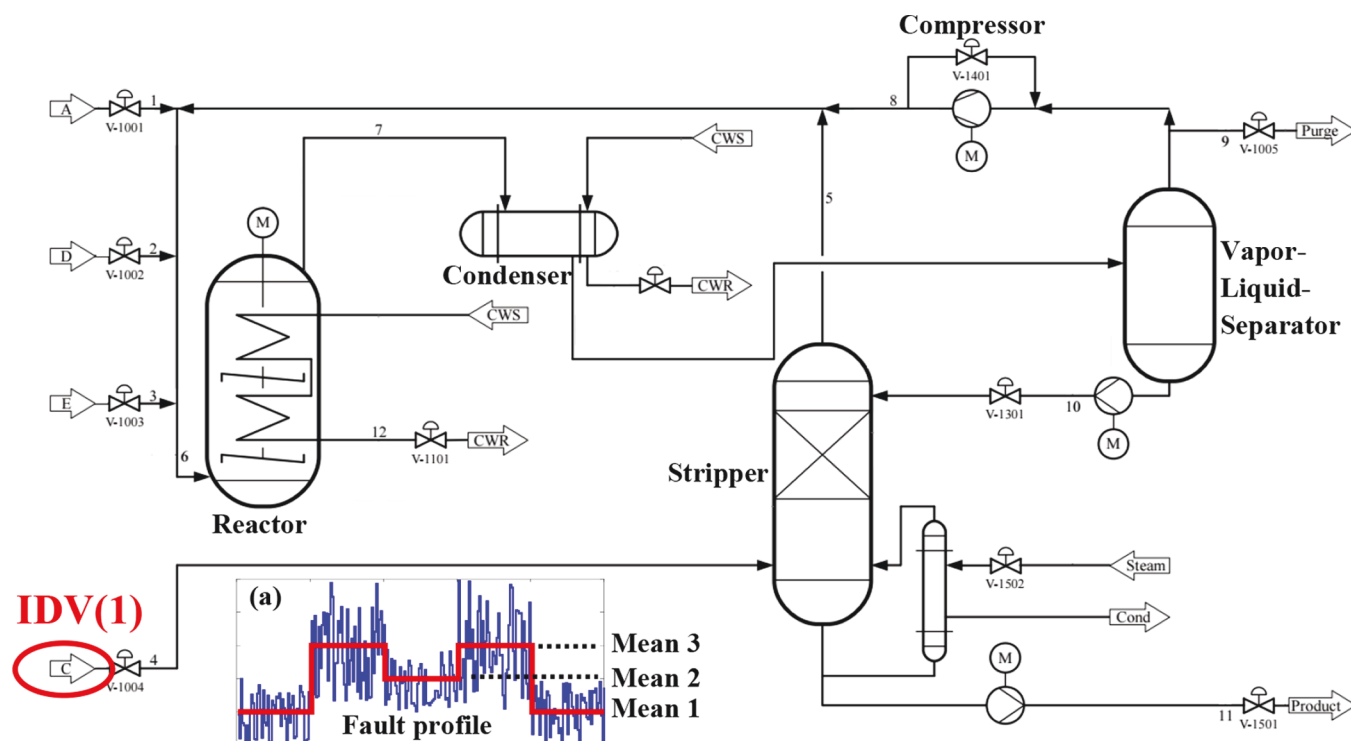 Compressor
V-1401
A
V-1001
1
8
7
M
CWS
9
V-1005
Purge
5
M
D
V-1002
2
Condenser
CWR
Vapor-
Liquid-
Separator
CWS
E
V-1003
3
V-1301
10
M
12
V-1101
CWR
6
Stripper
Reactor
IDV(1)
C
V-1004
4
(a)
Mean 3
Mean 2
Mean 1
Fault profile
V-1502
Steam
Cond
M
11
V-1501
Product